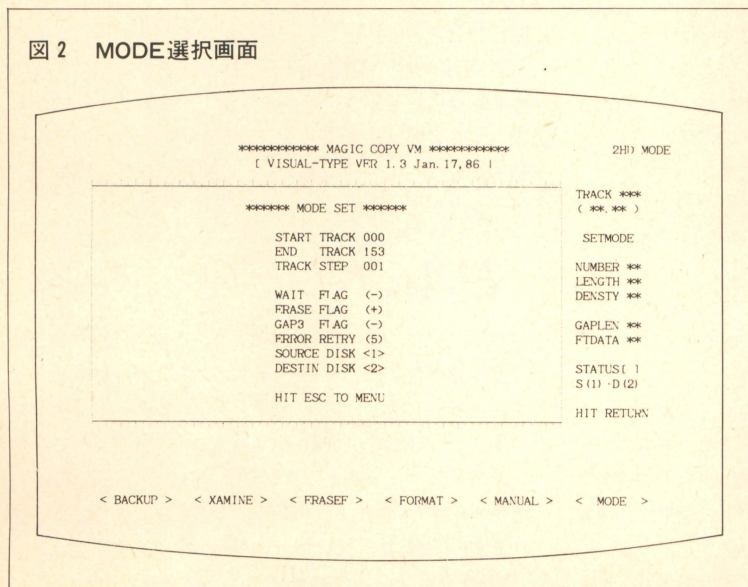 図2 MODE選択画面
*********** MAGIC COPY VM ***********
[ VISUAL-TYPE VER 1.3 Jan.17,86 ]
2HD MODE
****** MODE SET ******
START TRACK 000
END TRACK 153
TRACK STEP 001
WAIT FLAG (-)
ERASE FLAG (+)
GAP3 FLAG (-)
ERROR RETRY (5)
SOURCE DISK <1>
DESTIN DISK <2>
HIT ESC TO MENU
TRACK ***
( **.** )
SETMODE
NUMBER **
LENGTH **
DENSTY **
GAPLEN **
FTDATA **
STATUS[ ]
S(1)-D(2)
HIT RETURN
< BACKUP > < XAMINE > < ERASEF > < FORMAT > < MANUAL > < MODE >